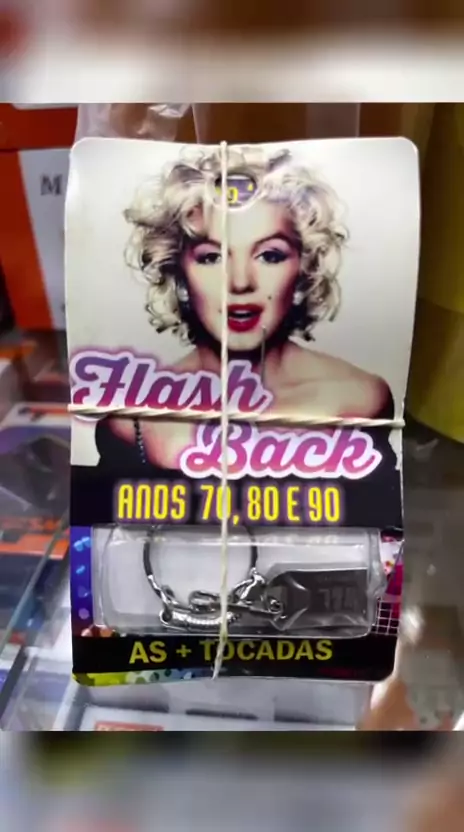 M
Flash
Back
ANOS 70, 80 E 90
AS + TOCADAS